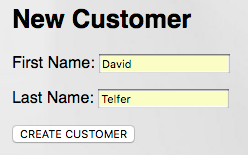 New Customer
First Name: David
Last Name: Telfer
CREATE CUSTOMER